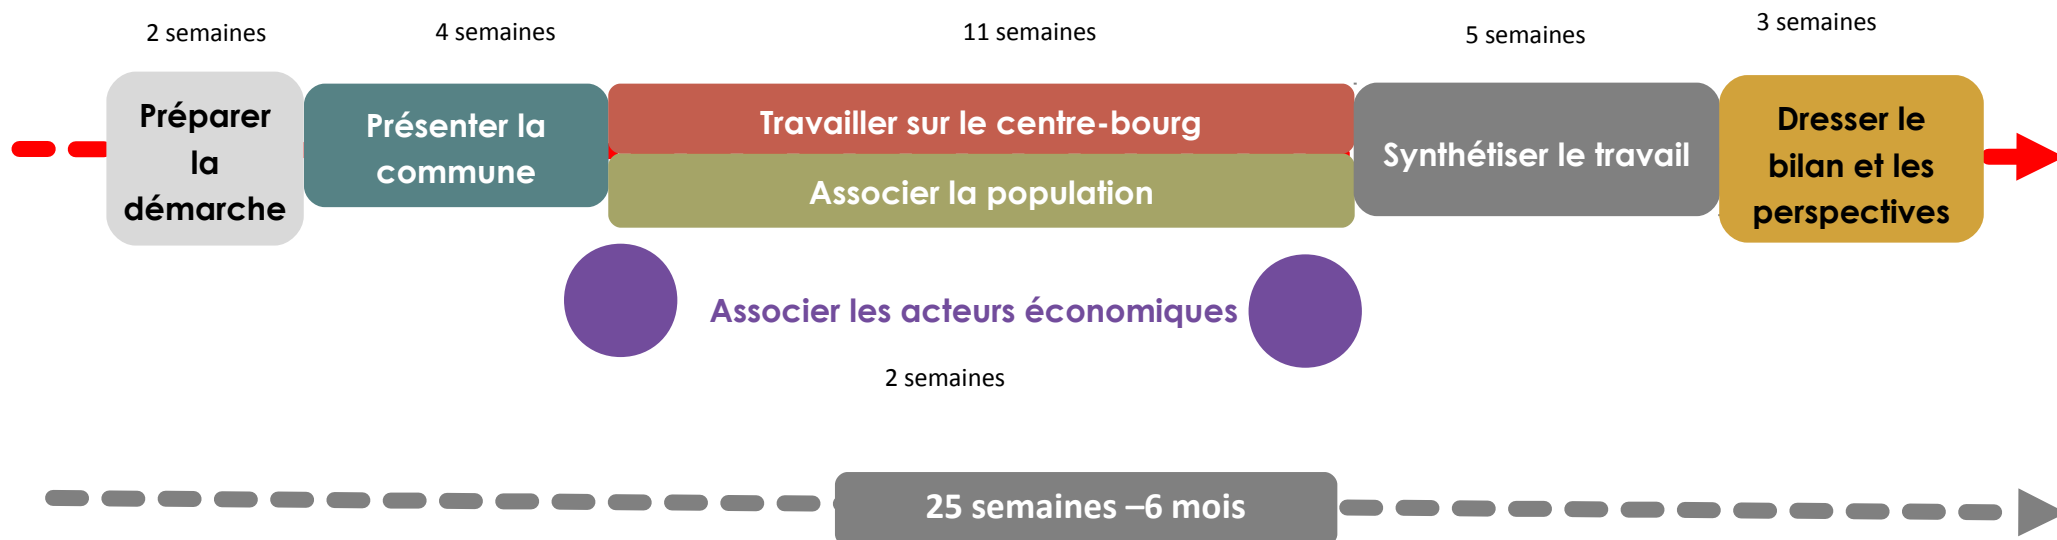 2 semaines
4 semaines
11 semaines
5 semaines
3 semaines
Préparer
la
démarche
Présenter la
commune
Travailler sur le centre-bourg
Associer la population
Synthétiser le travail
Dresser le
bilan et les
perspectives
Associer les acteurs économiques
2 semaines
25 semaines –6 mois